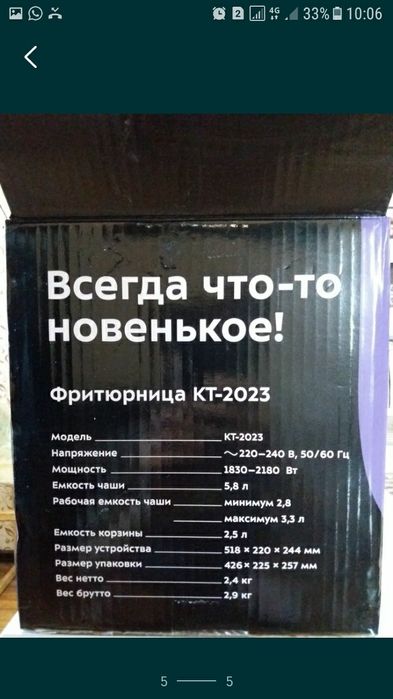 4G
33%
10:06
Всегда что-то
новенькое!
Фритюрница КТ-2023
Модель КТ-2023
Напряжение ~220-240 В, 50/60 Гц
Мощность 1830-2180 Вт
Емкость чаши 5,8 л
Рабочая емкость чаши минимум 2,8
максимум 3,3 л
Емкость корзины 2,5 л
Размер устройства 518 × 220 × 244 мм
Размер упаковки 426 × 225 × 257 мм
Вес нетто 2,4 кг
Вес брутто 2,9 кг
5 — 5